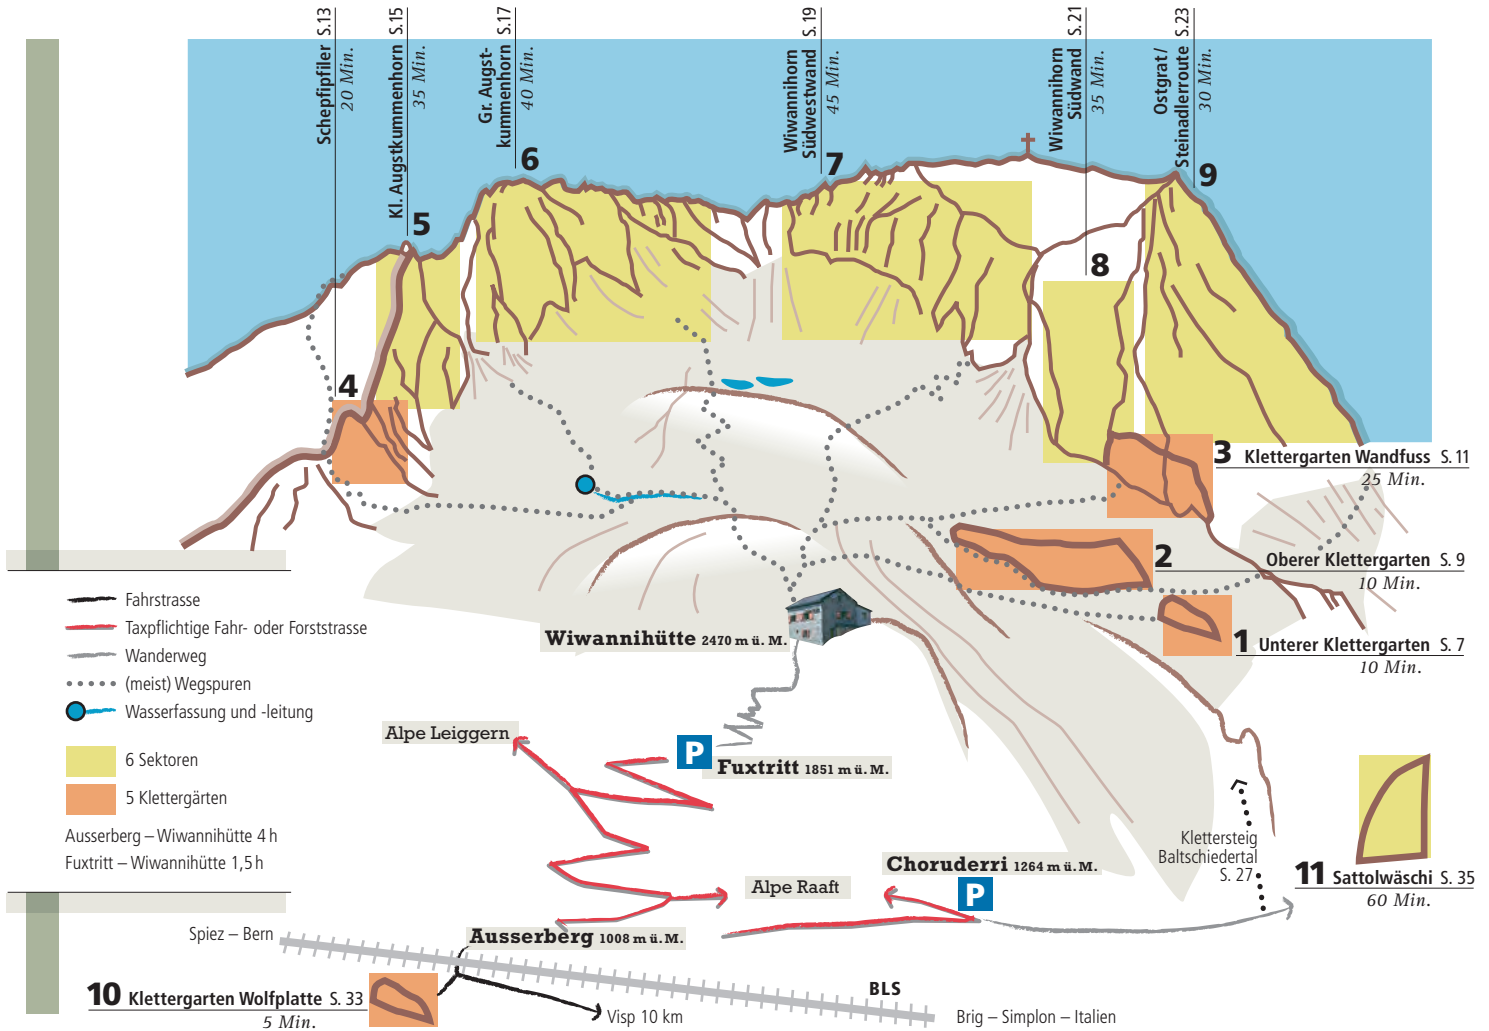 Schepfipfiler S.13
20 Min.
Kl. Augstkummenhorn S.15
35 Min.
Gr. Augst-
kummenhorn S.17
40 Min.
Wiwannihorn
Südwestwand S.19
45 Min.
Wiwannihorn
Südwand S.21
35 Min.
Ostgrat/
Steinadlerroute S.23
30 Min.
4
5
6
7
8
9
3 Klettergarten Wandfuss S. 11
25 Min.
2
Oberer Klettergarten S. 9
10 Min.
1 Unterer Klettergarten S. 7
10 Min.
Fahrstrasse
Taxpflichtige Fahr- oder Forststrasse
Wanderweg
(meist) Wegspuren
Wasserfassung und -leitung
6 Sektoren
5 Klettergärten
Ausserberg – Wiwannihütte 4 h
Fuxtritt – Wiwannihütte 1,5 h
Wiwannihütte 2470 m ü. M.
Alpe Leiggern
P
Fuxtritt 1851 m ü. M.
Choruderri 1264 m ü. M.
P
Alpe Raaft
Klettersteig
Baltschiedertal
S. 27
11 Sattolwäschi S. 35
60 Min.
Spiez – Bern
Ausserberg 1008 m ü. M.
10 Klettergarten Wolfplatte S. 33
5 Min.
Visp 10 km
BLS
Brig – Simplon – Italien